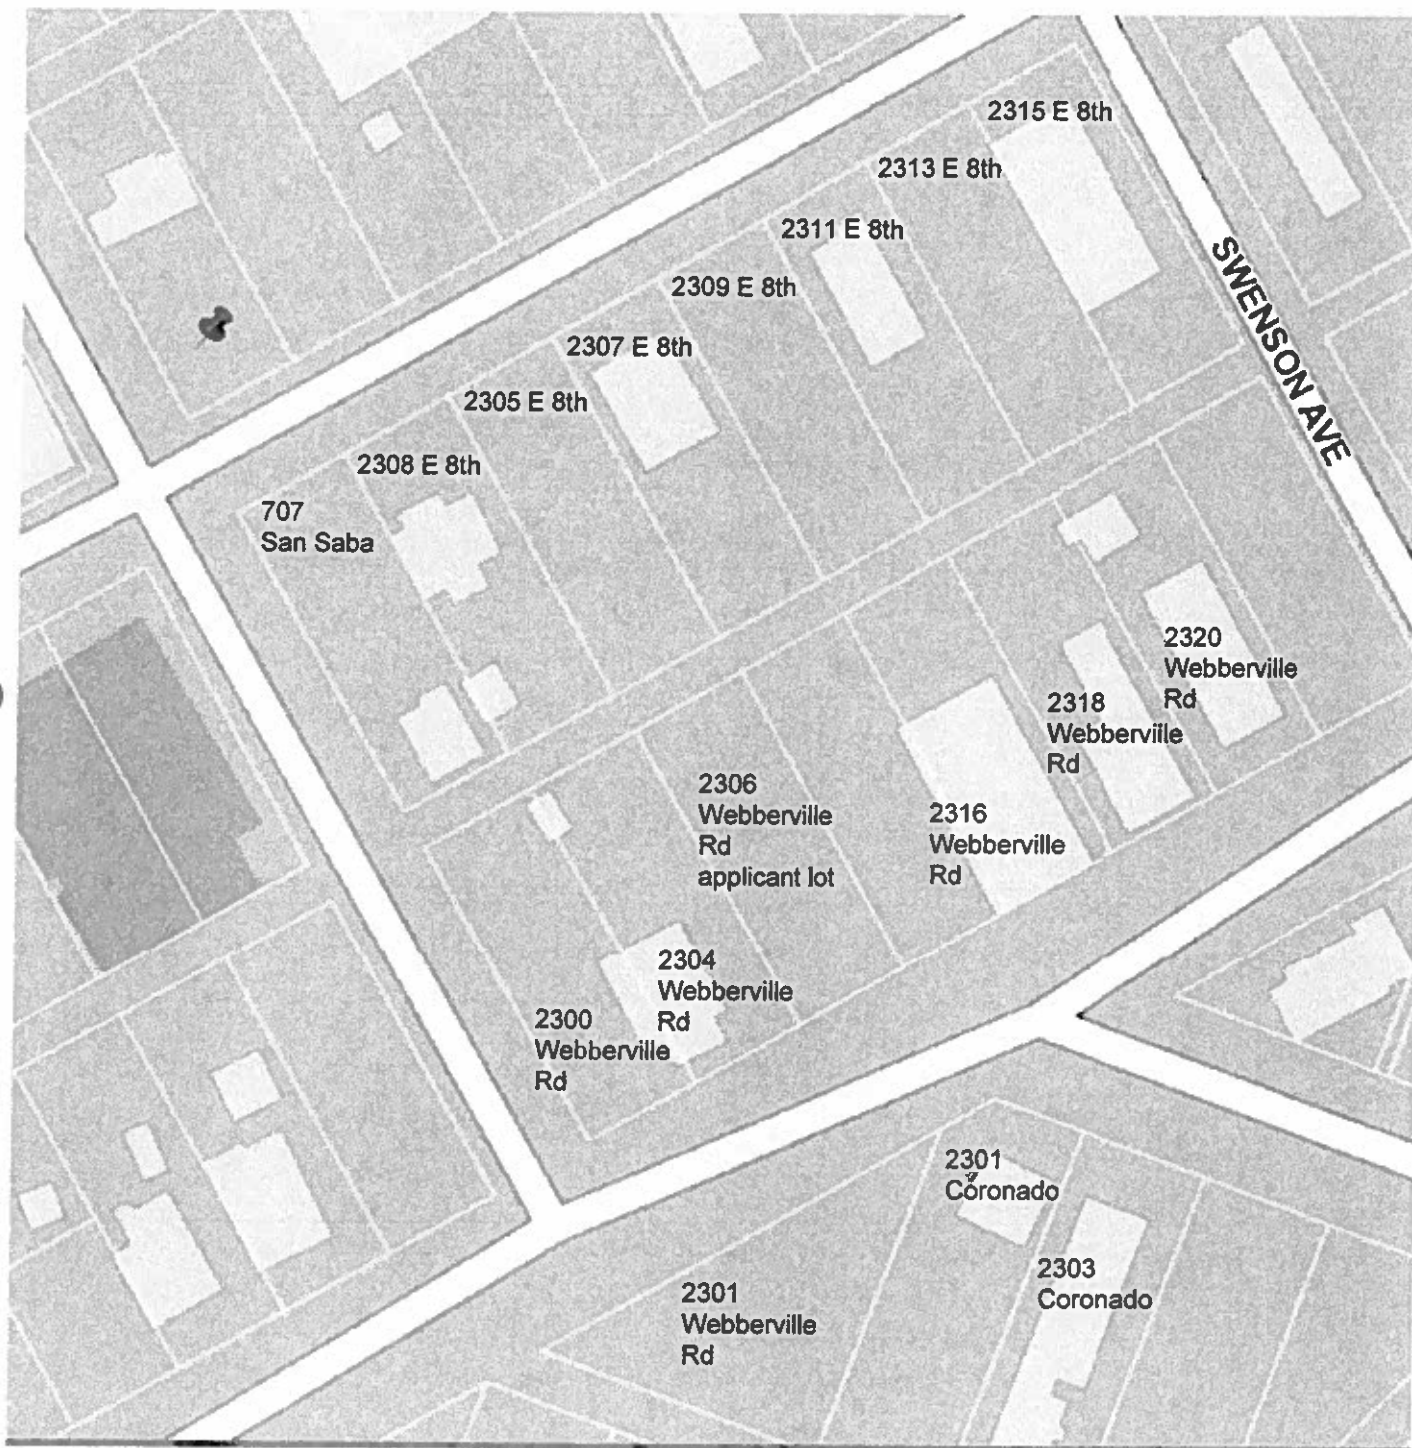 2315 E 8th
2313 E 8th
2311 E 8th
2309 E 8th
2307 E 8th
2305 E 8th
2308 E 8th
707
San Saba
SWENSON AVE
2320
Webberville
Rd
2318
Webberville
Rd
2306
Webberville
Rd
applicant lot
2316
Webberville
Rd
2304
Webberville
Rd
2300
Webberville
Rd
2301
Coronado
2303
Coronado
2301
Webberville
Rd